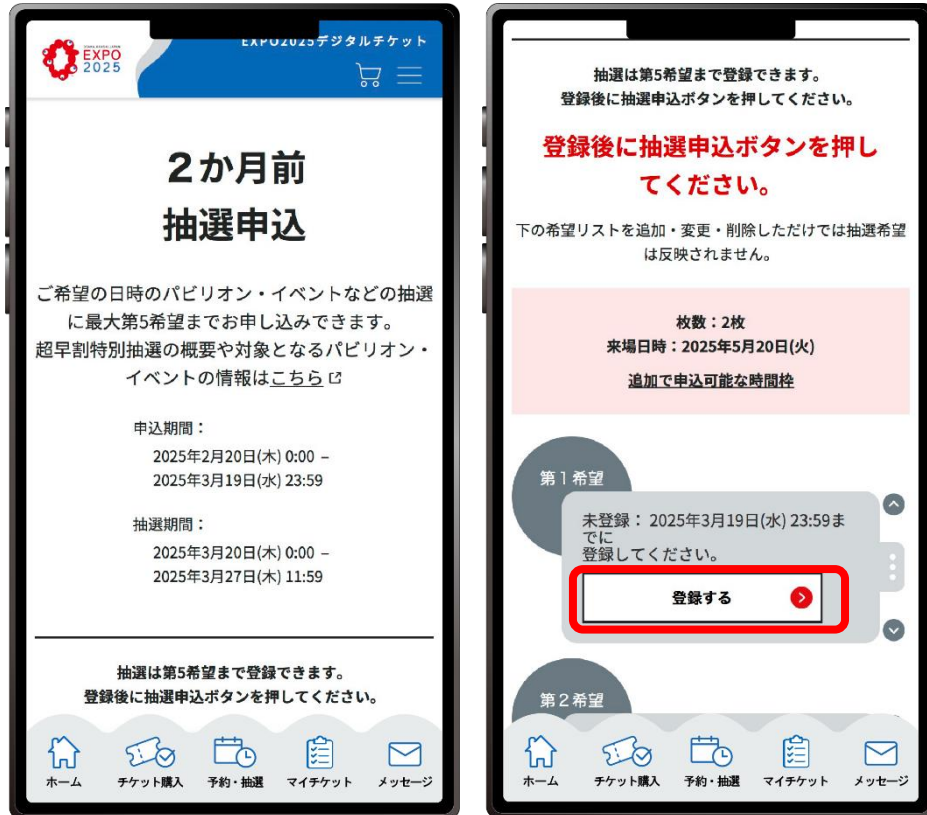 EXPO
2025
EXPO2025デジタルチケット
２か月前
抽選申込
ご希望の日時のパビリオン・イベントなどの抽選
に最大第5希望までお申し込みできます。
超早割特別抽選の概要や対象となるパビリオン・
イベントの情報はこちら
申込期間：
2025年2月20日(木) 0:00 –
2025年3月19日(水) 23:59
抽選期間：
2025年3月20日(木) 0:00 –
2025年3月27日(木) 11:59
抽選は第5希望まで登録できます。
登録後に抽選申込ボタンを押してください。
ホーム
チケット購入
予約・抽選
マイチケット
メッセージ
抽選は第5希望まで登録できます。
登録後に抽選申込ボタンを押してください。
登録後に抽選申込ボタンを押し
てください。
下の希望リストを追加・変更・削除しただけでは抽選希望
は反映されません。
枚数：2枚
来場日時：2025年5月20日(火)
追加で申込可能な時間枠
第１希望
未登録： 2025年3月19日(水) 23:59ま
でに
登録してください。
登録する
第２希望
ホーム
チケット購入
予約・抽選
マイチケット
メッセージ